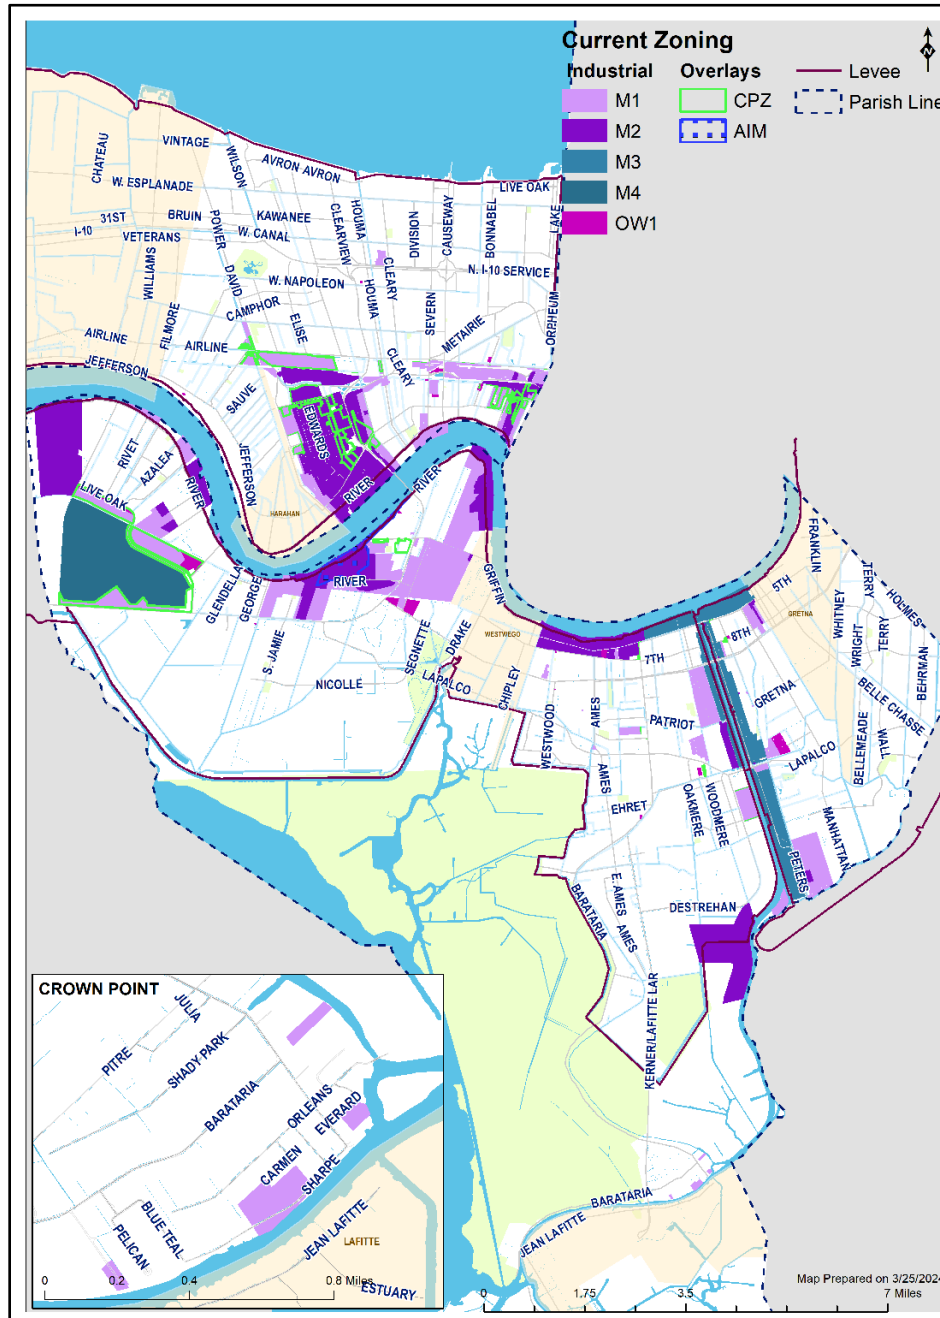 Current Zoning
Industrial
Overlays
M1
M2
M3
M4
OW1
CPZ
AIM
Levee
Parish Line
CHATEAU
VINTAGE
WILSON
AVRON AVRON
W. ESPLANADE
LIVE OAK
31ST
BRUIN
KAWANEE
I-10
VETERANS
POWER
W. CANAL
CLEARVIEW
HOUMA
DIVISION
CAUSEWAY
BONNABEL
LAKE
WILLIAMS
DAVID
W. NAPOLEON
HOUMA
CLEARY
N. I-10 SERVICE
FILMORE
CAMPHOR
ELISE
SEVERN
METAIRIE
ORPHEUM
AIRLINE
AIRLINE
JEFFERSON
SAUVE
CLEARY
EDWARDS
RIVET
AZALEA
JEFFERSON
RIVER
RIVER
RIVER
LIVE OAK
HARAHAN
RIVER
GLENDELLA
GEORGE
GRIFFIN
FRANKLIN
5TH
TERRY
HOLMES
WESTWEGO
GRETNA
WHITNEY
S. JAMIE
SEGNETTE
DRAKE
7TH
8TH
WRIGHT
TERRY
BEHRMAN
NICOLLE
LAPALCO
CHIPLEY
GRETNA
BELLE CHASSE
WESTWOOD
AMES
PATRIOT
LAPALCO
BELLEMEADE
WALL
AMES
EHRET
OAKMERE
WOODMERE
MANHATTAN
PETERS
BARATARIA
E. AMES
AMES
DESTREHAN
KERNER/LAFITTE LAR
BARATARIA
JEAN LAFITTE
CROWN POINT
JULIA
PITRE
SHADY PARK
BARATARIA
ORLEANS
EVERARD
CARMEN
SHARPE
BLUE TEAL
PELICAN
JEAN LAFITTE
LAFITTE
ESTUARY
0 0.2 0.4 0.8 Miles
Map Prepared on 3/25/2024
0 1.75 3.5 7 Miles